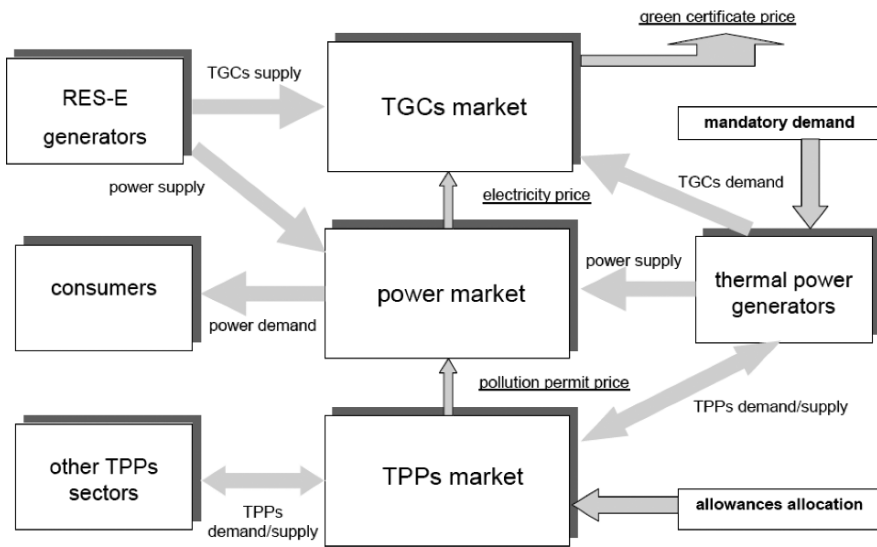 green certificate price
RES-E
generators
TGCs supply
TGCs market
mandatory demand
power supply
electricity price
TGCs demand
consumers
power demand
power market
power supply
thermal power
generators
pollution permit price
TPPs demand/supply
other TPPs
sectors
TPPs
demand/supply
TPPs market
allowances allocation